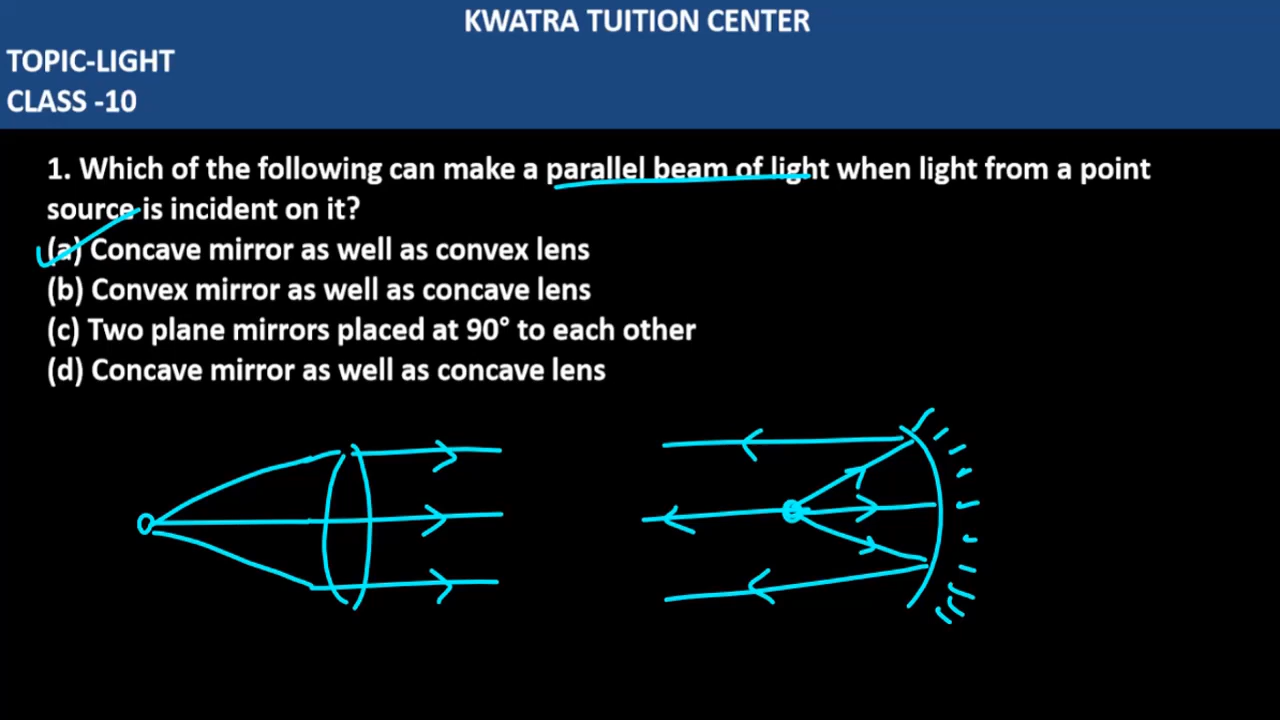 KWATRA TUITION CENTER
TOPIC-LIGHT
CLASS -10
1. Which of the following can make a parallel beam of light when light from a point
source is incident on it?
(a) Concave mirror as well as convex lens
(b) Convex mirror as well as concave lens
(c) Two plane mirrors placed at 90° to each other
(d) Concave mirror as well as concave lens